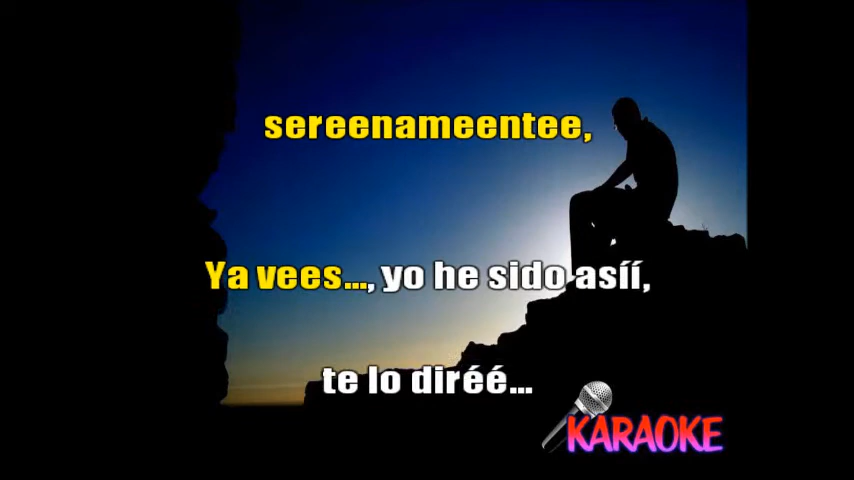 sereenameentee,
Ya vees..., yo he sido asíí,
te lo diréé...
KARAOKE